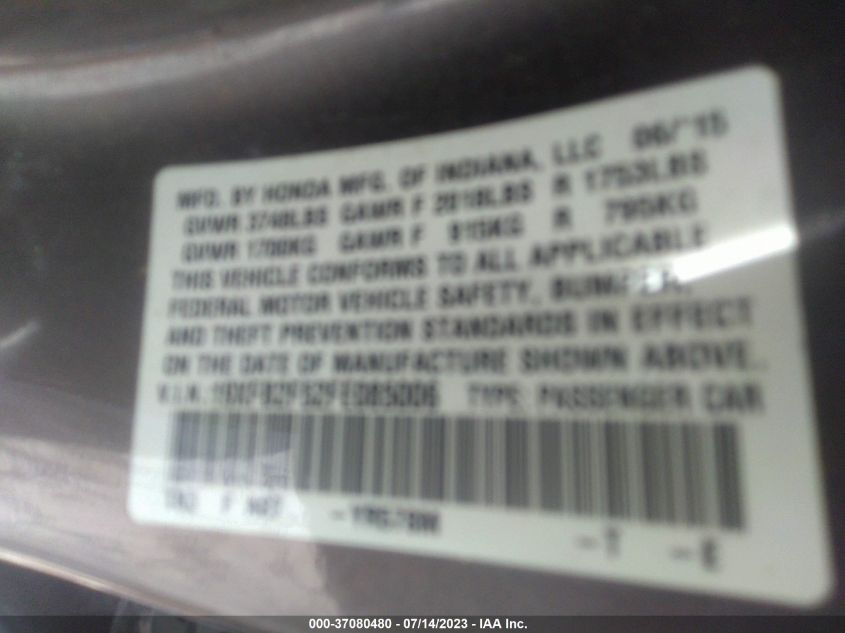 MFD. BY HONDA MFG. OF INDIANA, LLC 06/'15
GVWR 3748LBS GAWR F 2018LBS R 1753LBS
GVWR 1700KG GAWR F 915KG R 795KG
THIS VEHICLE CONFORMS TO ALL APPLICABLE
FEDERAL MOTOR VEHICLE SAFETY, BUMPER,
AND THEFT PREVENTION STANDARDS IN EFFECT
ON THE DATE OF MANUFACTURE SHOWN ABOVE.
V.I.N.: TYPE: PASSENGER CAR
-T -E
000-37080480 - 07/14/2023 - IAA Inc.